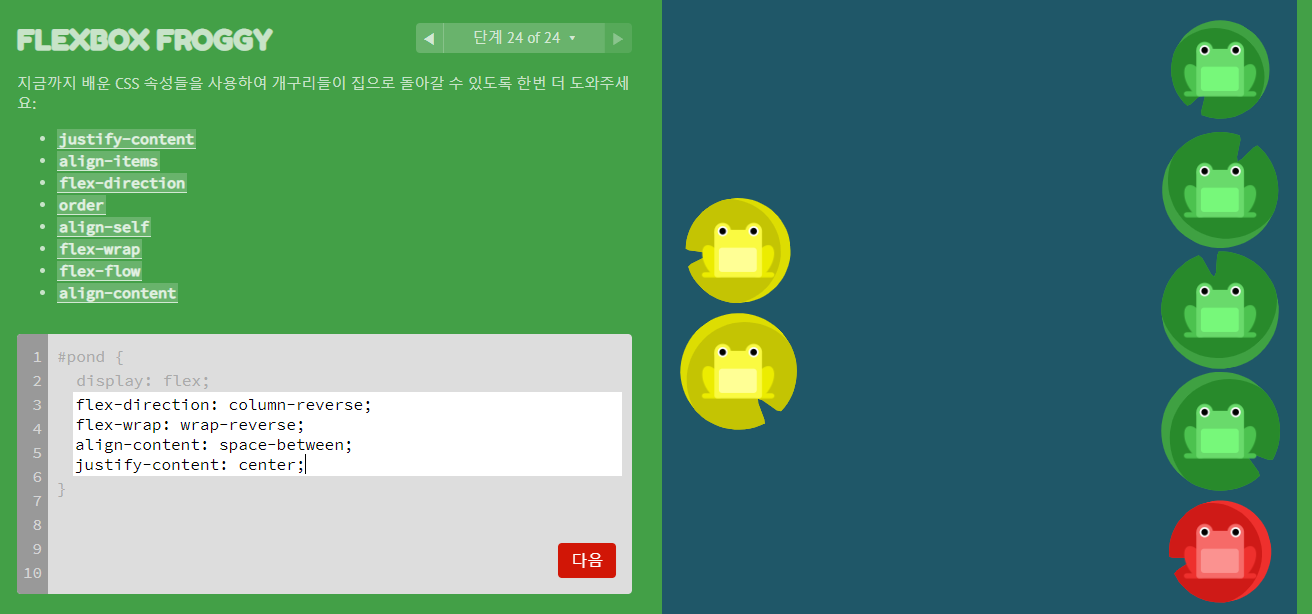 FLEXBOX FROGGY
◀ 단계 24 of 24 ▼ ▶
지금까지 배운 CSS 속성들을 사용하여 개구리들이 집으로 돌아갈 수 있도록 한번 더 도와주세
요:
• justify-content
• align-items
• flex-direction
• order
• align-self
• flex-wrap
• flex-flow
• align-content
1 #pond {
2 display: flex;
3 flex-direction: column-reverse;
4 flex-wrap: wrap-reverse;
5 align-content: space-between;
6 justify-content: center;
7 }
8
9
10
다음